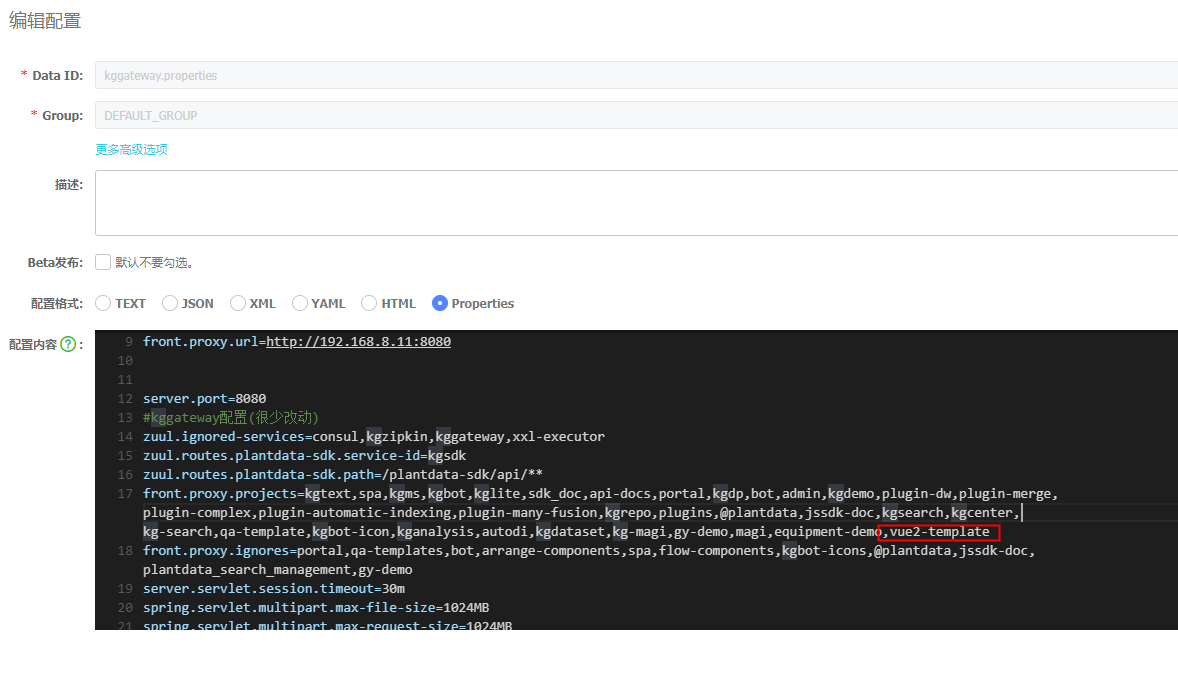 编辑配置
* Data ID: kggateway.properties
* Group: DEFAULT_GROUP
更多高级选项
描述:
Beta发布: 默认不要勾选。
配置格式: TEXT JSON XML YAML HTML Properties
配置内容 ? :
9 front.proxy.url=http://192.168.8.11:8080
10
11
12 server.port=8080
13 #kggateway配置(很少改动)
14 zuul.ignored-services=consul,kgzipkin,kggateway,xxl-executor
15 zuul.routes.plantdata-sdk.service-id=kgsdk
16 zuul.routes.plantdata-sdk.path=/plantdata-sdk/api/**
17 front.proxy.projects=kgtext,spa,kgms,kgbot,kglite,sdk_doc,api-docs,portal,kgdp,bot,admin,kgdemo,plugin-dw,plugin-merge,
plugin-complex,plugin-automatic-indexing,plugin-many-fusion,kgrepo,plugins,@plantdata,jssdk-doc,kgsearch,kgcenter,
kg-search,qa-template,kgbot-icon,kganalysis,autodi,kgdataset,kg-magi,gy-demo,magi,equipment-demo,vue2-template
18 front.proxy.ignores=portal,qa-templates,bot,arrange-components,spa,flow-components,kgbot-icons,@plantdata,jssdk-doc,
plantdata_search_management,gy-demo
19 server.servlet.session.timeout=30m
20 spring.servlet.multipart.max-file-size=1024MB
21 spring.servlet.multipart.max-request-size=1024MB